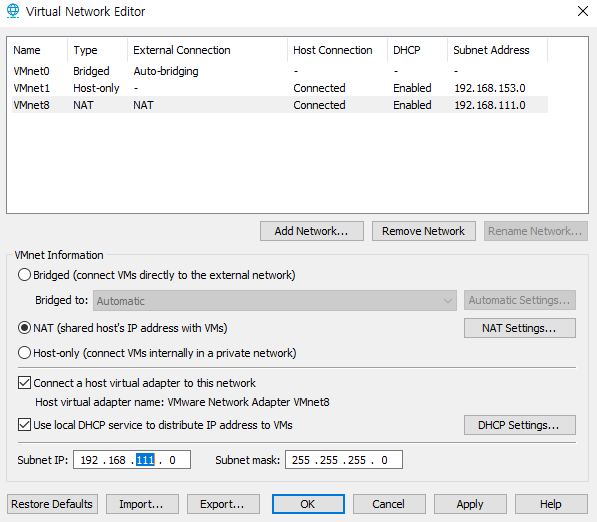 Virtual Network Editor
Name Type External Connection Host Connection DHCP Subnet Address
VMnet0 Bridged Auto-bridging - - -
VMnet1 Host-only - Connected Enabled 192.168.153.0
VMnet8 NAT NAT Connected Enabled 192.168.111.0
Add Network... Remove Network Rename Network...
VMnet Information
Bridged (connect VMs directly to the external network)
Bridged to: Automatic Automatic Settings...
NAT (shared host's IP address with VMs) NAT Settings...
Host-only (connect VMs internally in a private network)
Connect a host virtual adapter to this network
Host virtual adapter name: VMware Network Adapter VMnet8
Use local DHCP service to distribute IP address to VMs DHCP Settings...
Subnet IP: 192 . 168 . 111 . 0 Subnet mask: 255 . 255 . 255 . 0
Restore Defaults Import... Export... OK Cancel Apply Help